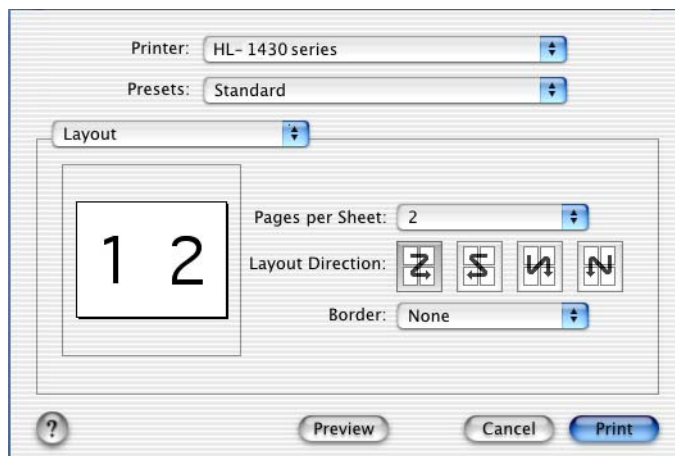 Printer: HL- 1430 series
Presets: Standard
Layout
1 2
Pages per Sheet: 2
Layout Direction:
Border: None
? Preview Cancel Print